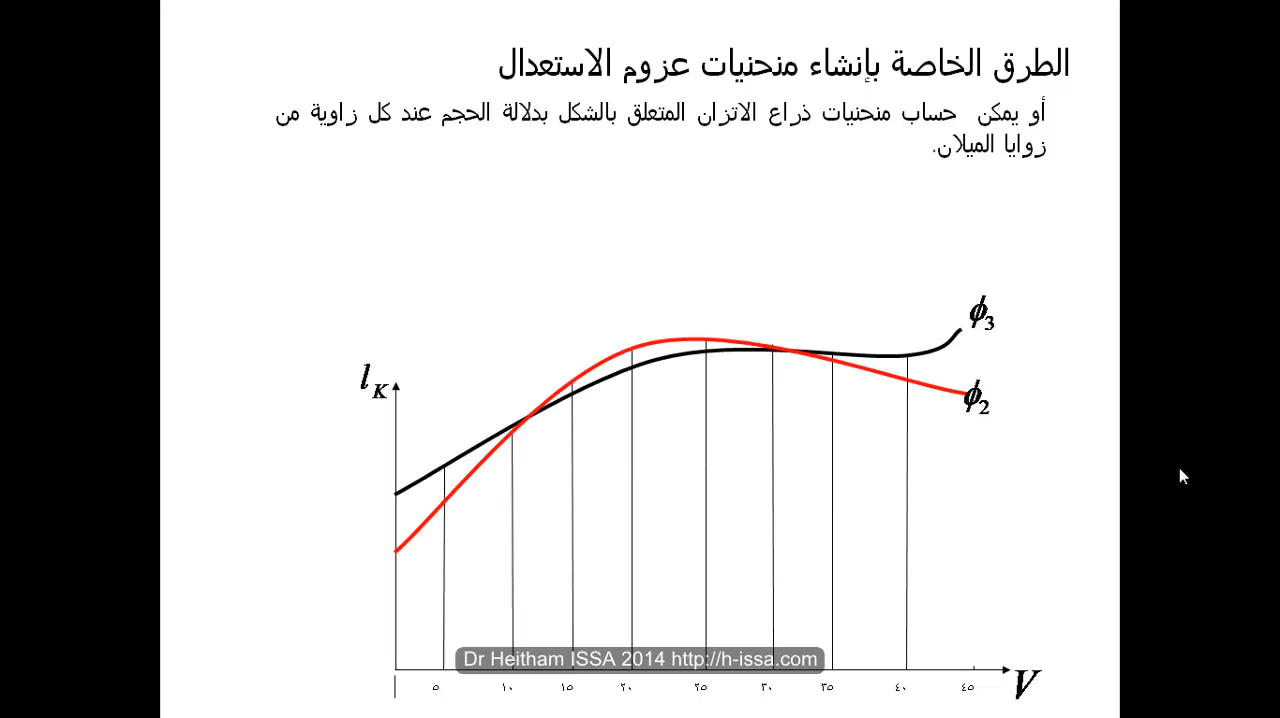 الطرق الخاصة بإنشاء منحنيات عزوم الاستعدال
أو يمكن حساب منحنيات ذراع الاتزان المتعلق بالشكل بدلالة الحجم عند كل زاوية من
زوايا الميلان.
ϕ3
l K
ϕ2
Dr Heitham ISSA 2014 http://h-issa.com
٥ ١٠ ١٥ ٢٠ ٢٥ ٣٠ ٣٥ ٤٠ ٤٥ V